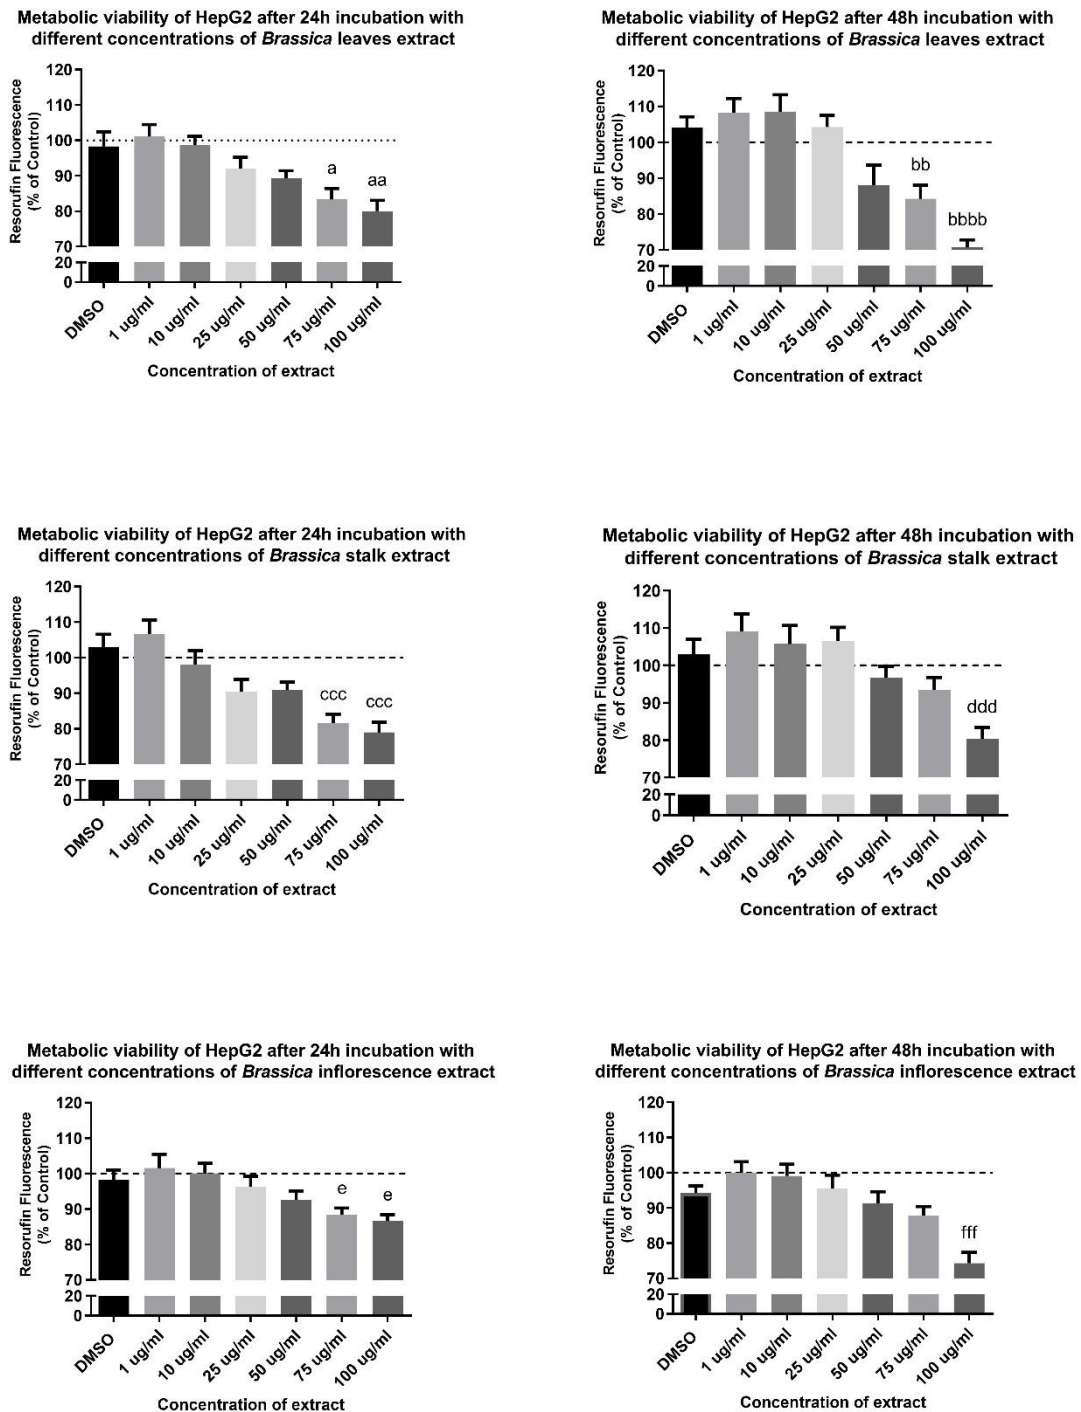 Metabolic viability of HepG2 after 24h incubation with
different concentrations of Brassica leaves extract
Resorufin Fluorescence
(% of Control)
120
110
100
90
80
70
20
0
a
aa
DMSO
1 ug/ml
10 ug/ml
25 ug/ml
50 ug/ml
75 ug/ml
100 ug/ml
Concentration of extract
Metabolic viability of HepG2 after 48h incubation with
different concentrations of Brassica leaves extract
Resorufin Fluorescence
(% of Control)
120
110
100
90
80
70
20
0
bb
bbbb
DMSO
1 ug/ml
10 ug/ml
25 ug/ml
50 ug/ml
75 ug/ml
100 ug/ml
Concentration of extract
Metabolic viability of HepG2 after 24h incubation with
different concentrations of Brassica stalk extract
Resorufin Fluorescence
(% of Control)
120
110
100
90
80
70
20
0
ccc
ccc
DMSO
1 ug/ml
10 ug/ml
25 ug/ml
50 ug/ml
75 ug/ml
100 ug/ml
Concentration of extract
Metabolic viability of HepG2 after 48h incubation with
different concentrations of Brassica stalk extract
Resorufin Fluorescence
(% of Control)
120
110
100
90
80
70
20
0
ddd
DMSO
1 ug/ml
10 ug/ml
25 ug/ml
50 ug/ml
75 ug/ml
100 ug/ml
Concentration of extract
Metabolic viability of HepG2 after 24h incubation with
different concentrations of Brassica inflorescence extract
Resorufin Fluorescence
(% of Control)
120
110
100
90
80
70
20
0
e
e
DMSO
1 ug/ml
10 ug/ml
25 ug/ml
50 ug/ml
75 ug/ml
100 ug/ml
Concentration of extract
Metabolic viability of HepG2 after 48h incubation with
different concentrations of Brassica inflorescence extract
Resorufin Fluorescence
(% of Control)
120
110
100
90
80
70
20
0
fff
DMSO
1 ug/ml
10 ug/ml
25 ug/ml
50 ug/ml
75 ug/ml
100 ug/ml
Concentration of extract